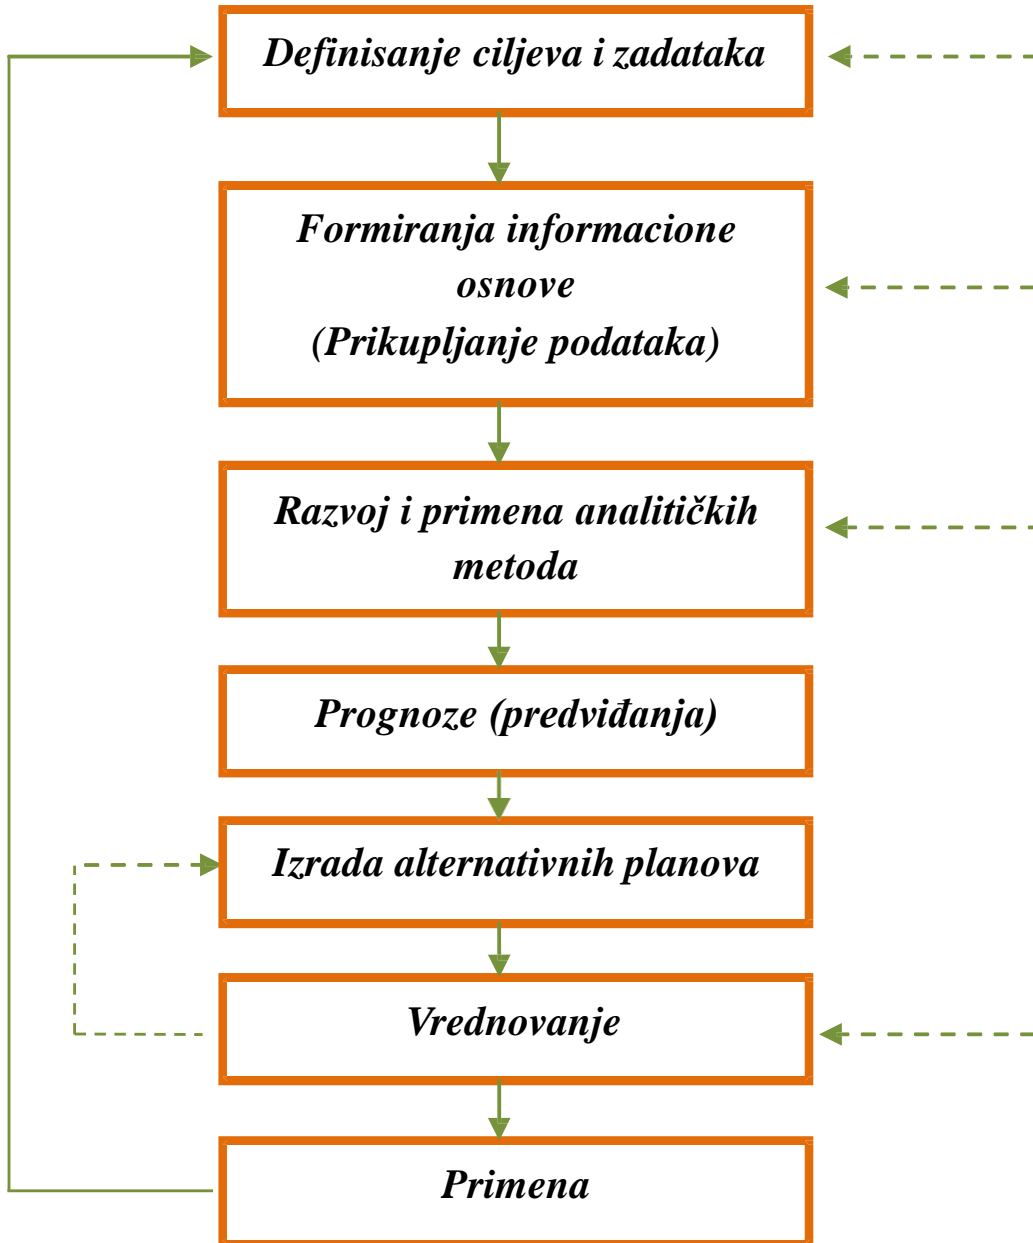 Definisanje ciljeva i zadataka
Formiranja informacione
osnove
(Prikupljanje podataka)
Razvoj i primena analitičkih
metoda
Prognoze (predviđanja)
Izrada alternativnih planova
Vrednovanje
Primena